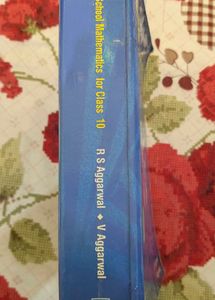 School Mathematics for Class 10
R S Aggarwal ◆ V Aggarwal